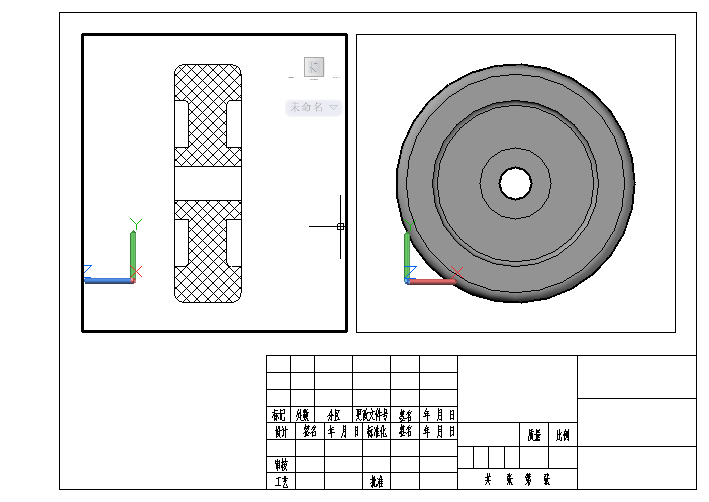 未命名
Y
Z
X
Y
Z
X
标记 处数 分区 更改文件号 签名 年 月 日
设计 签名 年 月 日 标准化 签名 年 月 日
质量 比例
审核
工艺 批准
共 张 第 张